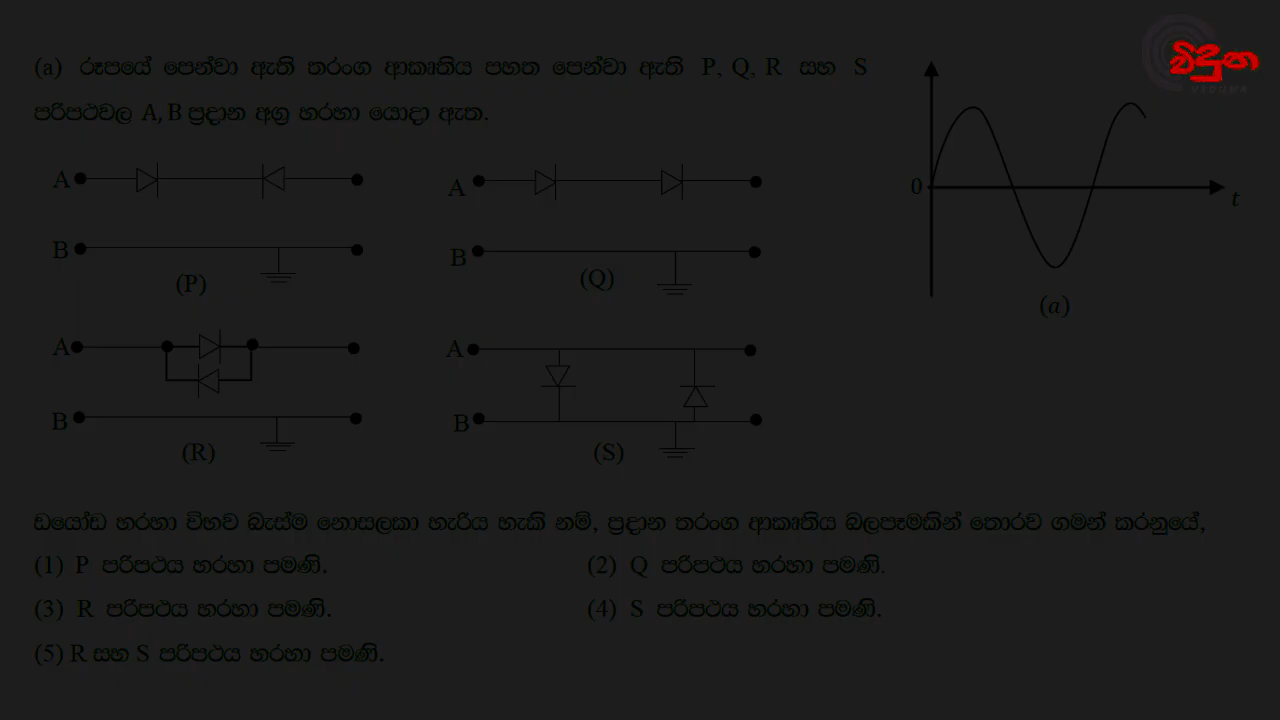 විදුන
VIDUNA
(a) රූපයේ පෙන්වා ඇති තරංග ආකෘතිය පහත පෙන්වා ඇති P, Q, R සහ S
පරිපථවල A, B ප්‍රදාන අග්‍ර හරහා යොදා ඇත.
0
t
(a)
A
B
(P)
A
B
(Q)
A
B
(R)
A
B
(S)
ඩයෝඩ හරහා විභව බැස්ම නොසලකා හැරිය හැකි නම්, ප්‍රදාන තරංග ආකෘතිය බලපෑමකින් තොරව ගමන් කරනුයේ,
(1) P පරිපථය හරහා පමණි.
(2) Q පරිපථය හරහා පමණි.
(3) R පරිපථය හරහා පමණි.
(4) S පරිපථය හරහා පමණි.
(5) R සහ S පරිපථය හරහා පමණි.